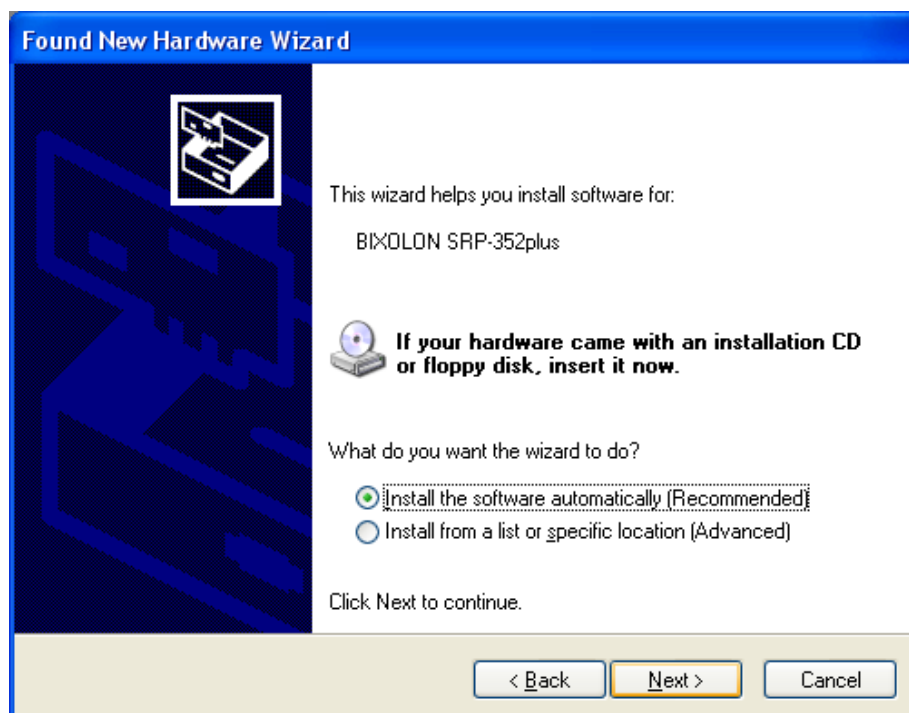 Found New Hardware Wizard
This wizard helps you install software for:
BIXOLON SRP-352plus
If your hardware came with an installation CD
or floppy disk, insert it now.
What do you want the wizard to do?
Install the software automatically (Recommended)
Install from a list or specific location (Advanced)
Click Next to continue.
< Back Next > Cancel